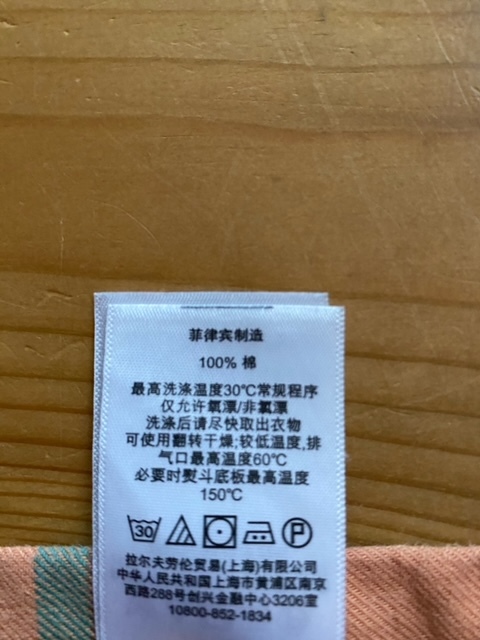 菲律宾制造
100% 棉
最高洗涤温度30℃常规程序
仅允许氧漂/非氯漂
洗涤后请尽快取出衣物
可使用翻转干燥;较低温度,排
气口最高温度60℃
必要时熨斗底板最高温度
150℃
30 P
拉尔夫劳伦贸易(上海)有限公司
中华人民共和国上海市黄浦区南京
西路288号创兴金融中心3206室
10800-852-1834